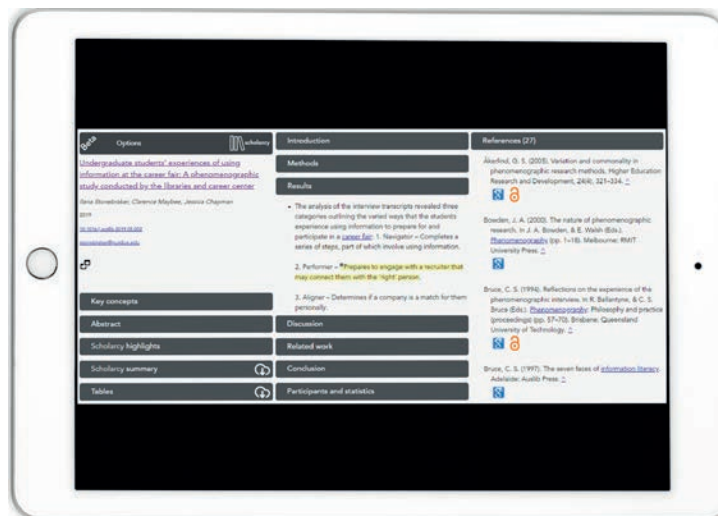 Beta
Options
scholarcy
Undergraduate students' experiences of using
information at the career fair: A phenomenographic
study conducted by the libraries and career center
Ilana Stonebraker, Clarence Maybee, Jessica Chapman
2019
Key concepts
Abstract
Scholarcy highlights
Scholarcy summary
Tables
Introduction
Methods
Results
• The analysis of the interview transcripts revealed three
categories outlining the varied ways that the students
experience using information to prepare for and
participate in a career fair: 1. Navigator – Completes a
series of steps, part of which involve using information.
2. Performer – Prepares to engage with a recruiter that
may connect them with the 'right' person.
3. Aligner – Determines if a company is a match for them
personally.
Discussion
Related work
Conclusion
Participants and statistics
References (27)
Åkerlind, G. S. (2005). Variation and commonality in
phenomenographic research methods. Higher Education
Research and Development, 24(4), 321–334.
Bowden, J. A. (2000). The nature of phenomenographic
research. In J. A. Bowden, & E. Walsh (Eds.).
Phenomenography (pp. 1–18). Melbourne: RMIT
University Press.
Bruce, C. S. (1994). Reflections on the experience of the
phenomenographic interview. In R. Ballantyne, & C. S.
Bruce (Eds.). Phenomenography: Philosophy and practice
(proceedings) (pp. 57–70). Brisbane: Queensland
University of Technology.
Bruce, C. S. (1997). The seven faces of information literacy.
Adelaide: Auslib Press.